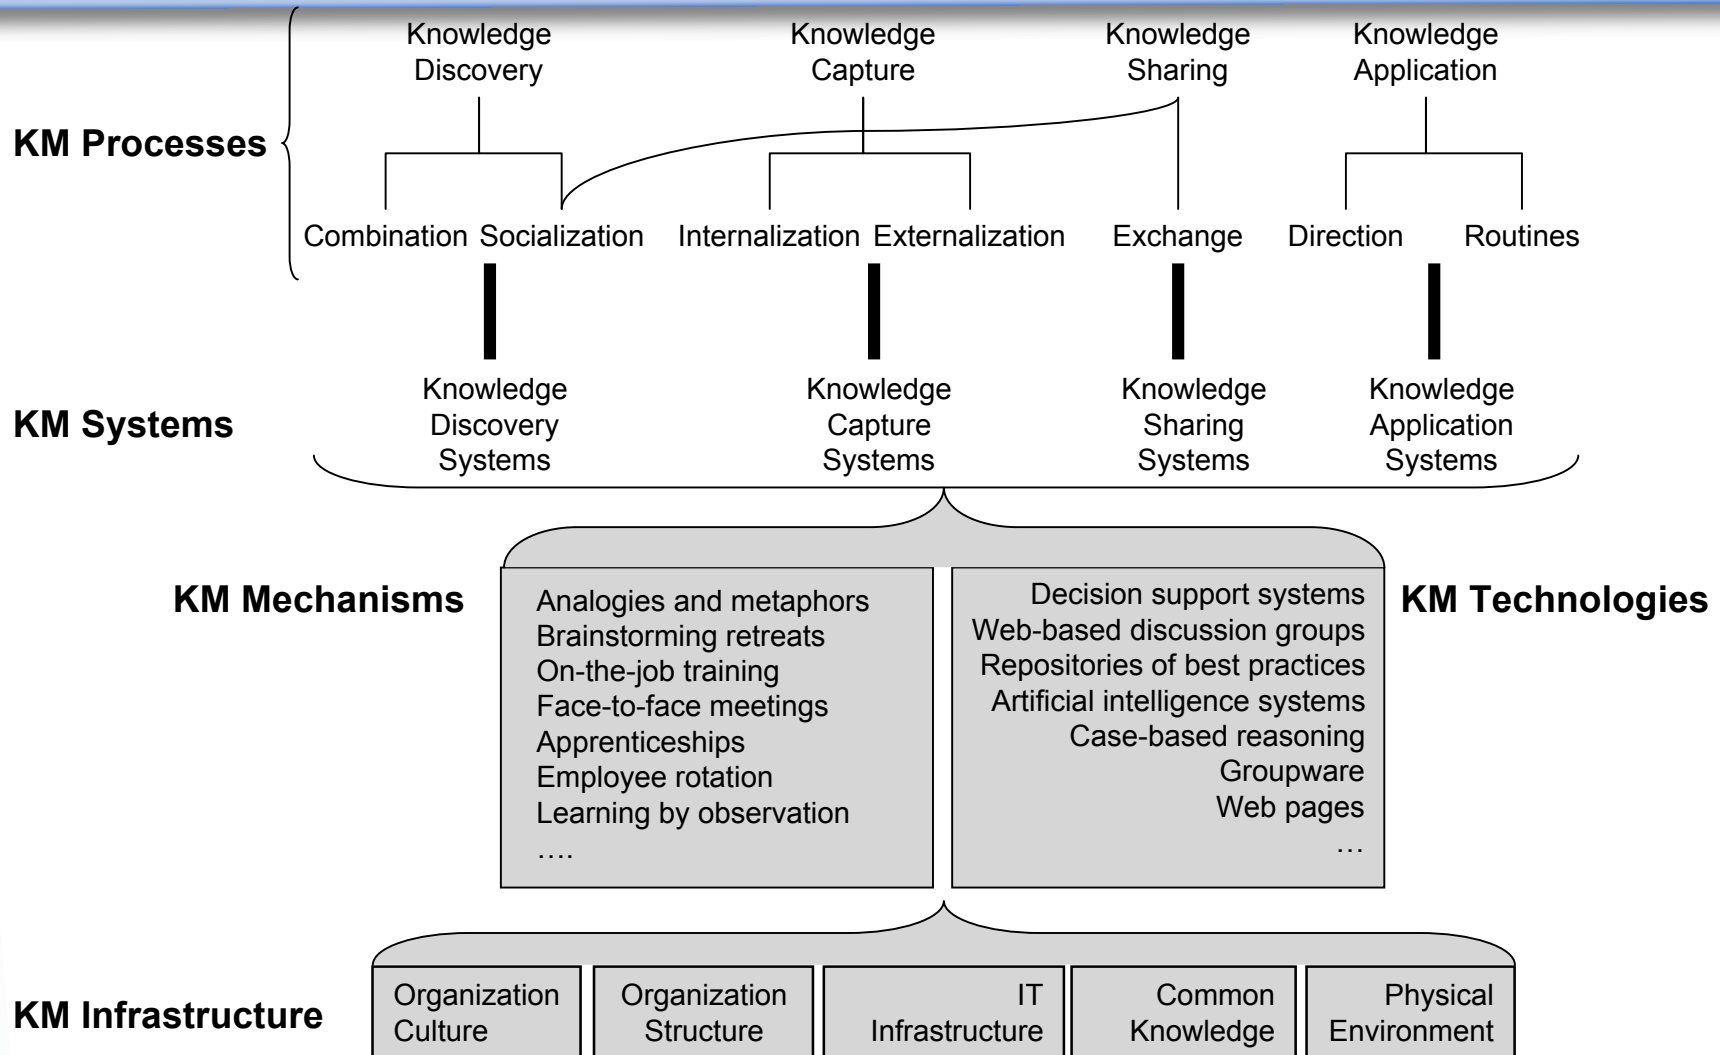 Knowledge
Discovery
Knowledge
Capture
Knowledge
Sharing
Knowledge
Application
KM Processes
Combination
Socialization
Internalization
Externalization
Exchange
Direction
Routines
KM Systems
Knowledge
Discovery
Systems
Knowledge
Capture
Systems
Knowledge
Sharing
Systems
Knowledge
Application
Systems
KM Mechanisms
Analogies and metaphors
Brainstorming retreats
On-the-job training
Face-to-face meetings
Apprenticeships
Employee rotation
Learning by observation
….
Decision support systems
Web-based discussion groups
Repositories of best practices
Artificial intelligence systems
Case-based reasoning
Groupware
Web pages
…
KM Technologies
KM Infrastructure
Organization
Culture
Organization
Structure
IT
Infrastructure
Common
Knowledge
Physical
Environment